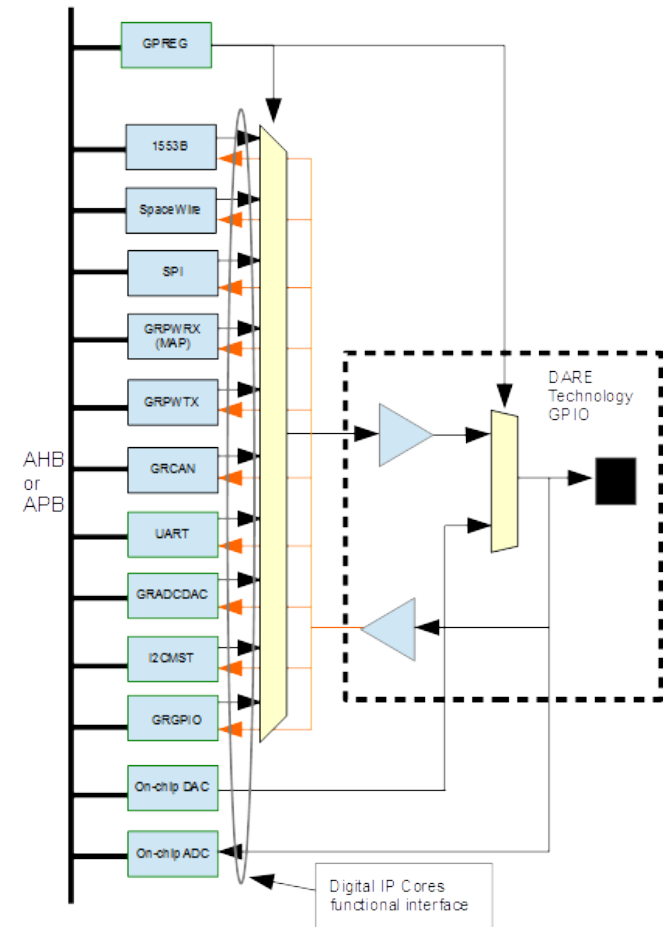 GPREG
1553B
SpaceWire
SPI
GRPWRX
(MAP)
GRPWTX
GRCAN
UART
GRADCDAC
I2CMST
GRGPIO
On-chip DAC
On-chip ADC
AHB
or
APB
DARE
Technology
GPIO
Digital IP Cores
functional interface